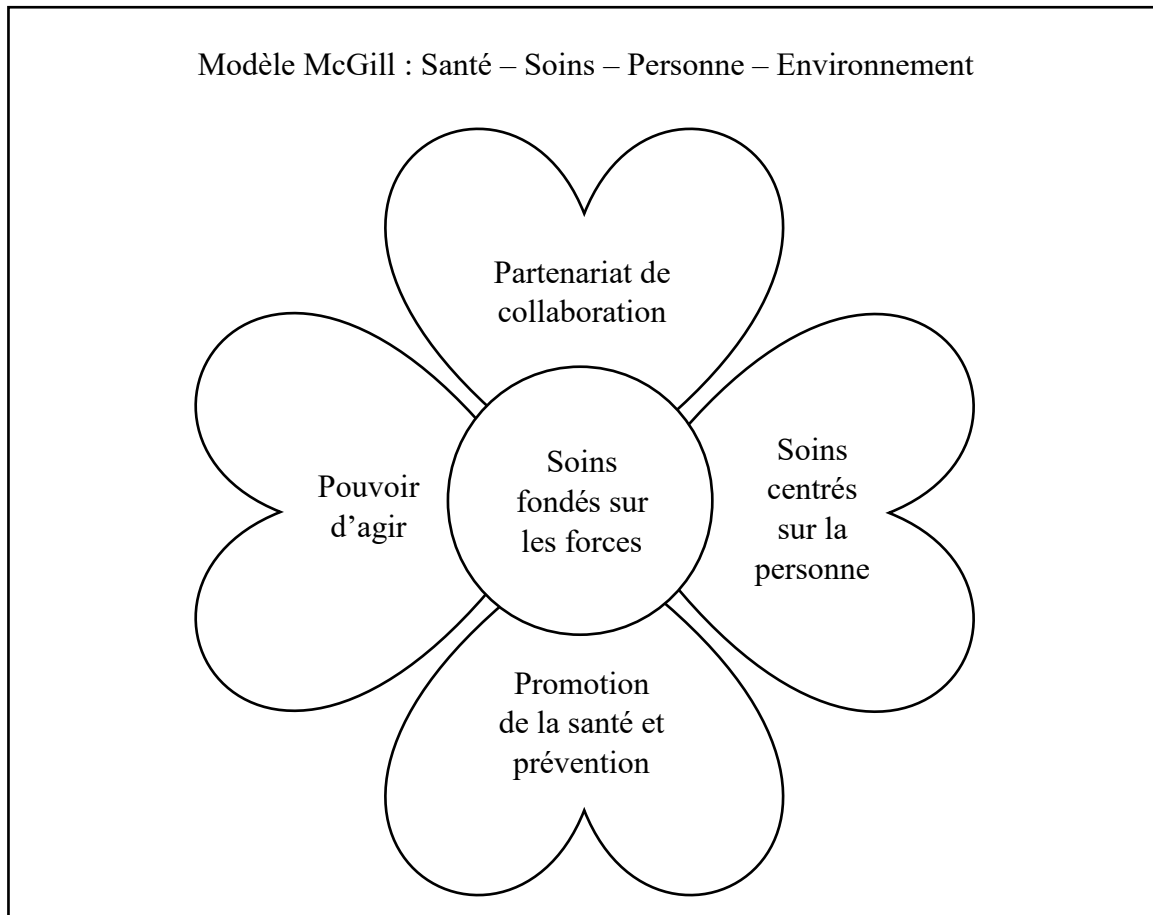 Modèle McGill : Santé – Soins – Personne – Environnement
Partenariat de
collaboration
Pouvoir
d’agir
Soins
fondés sur
les forces
Soins
centrés
sur la
personne
Promotion
de la santé et
prévention